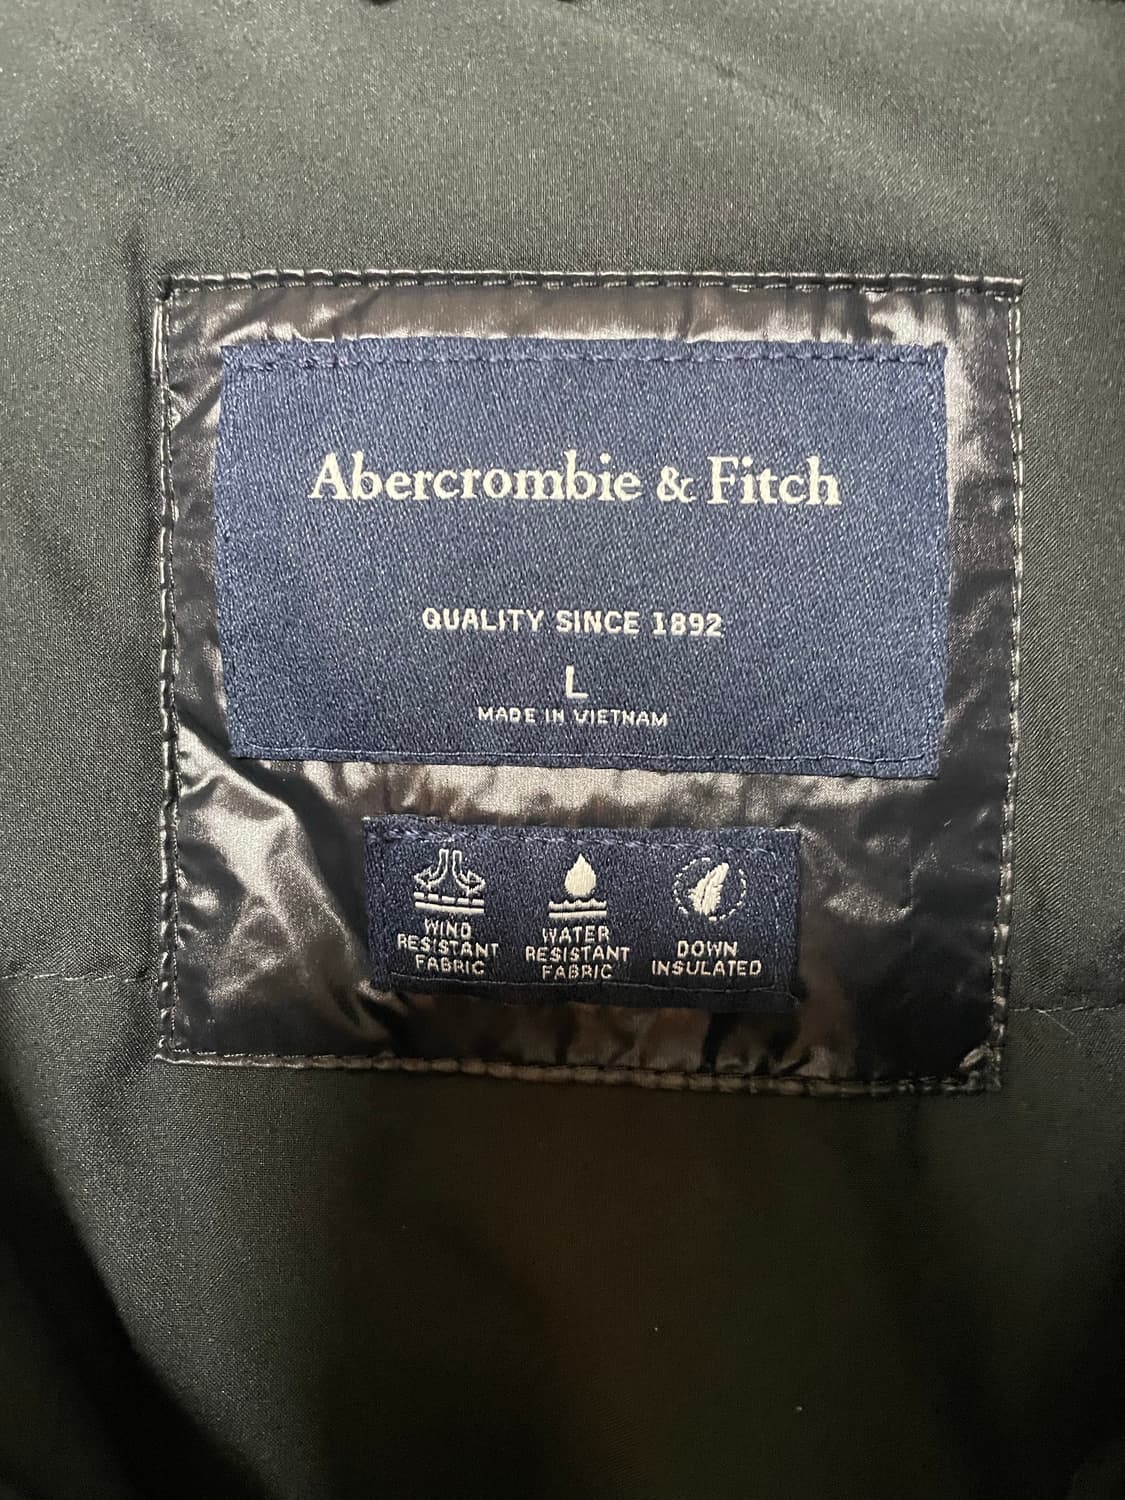 Abercrombie & Fitch
QUALITY SINCE 1892
L
MADE IN VIETNAM
WIND
RESISTANT
FABRIC
WATER
RESISTANT
FABRIC
DOWN
INSULATED